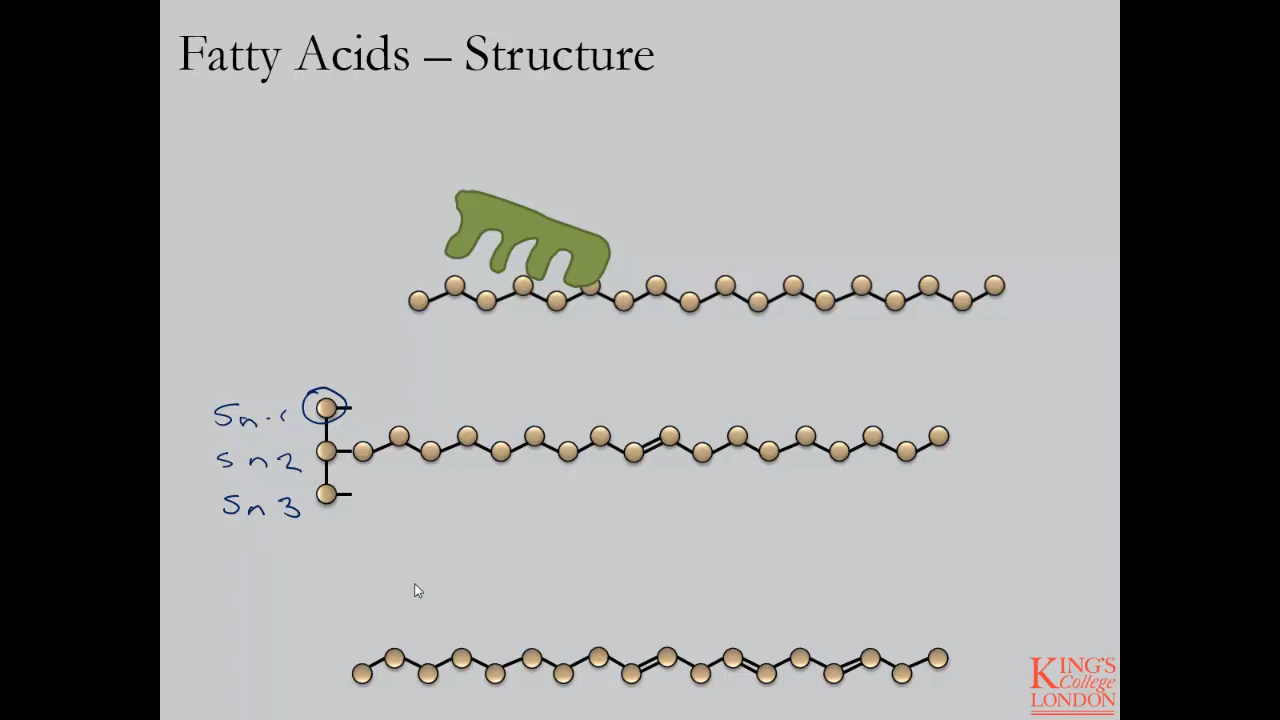 Fatty Acids – Structure
Sn-1
Sn2
Sn3
KING'S
College
LONDON